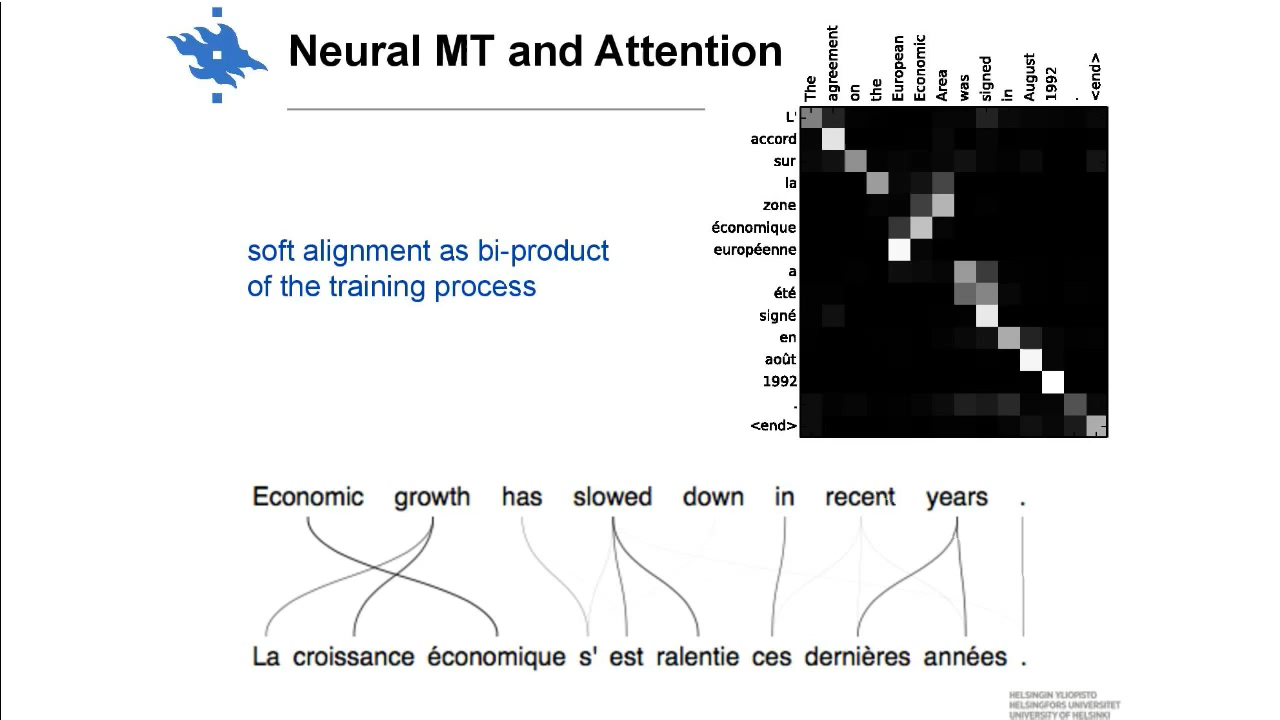 Neural MT and Attention
The agreement on the European Economic Area was signed in August 1992 . <end>
L'
accord
sur
la
zone
économique
européenne
a
été
signé
en
août
1992
.
<end>
soft alignment as bi-product
of the training process
Economic growth has slowed down in recent years .
La croissance économique s' est ralentie ces dernières années .
HELSINGIN YLIOPISTO
HELSINGFORS UNIVERSITET
UNIVERSITY OF HELSINKI